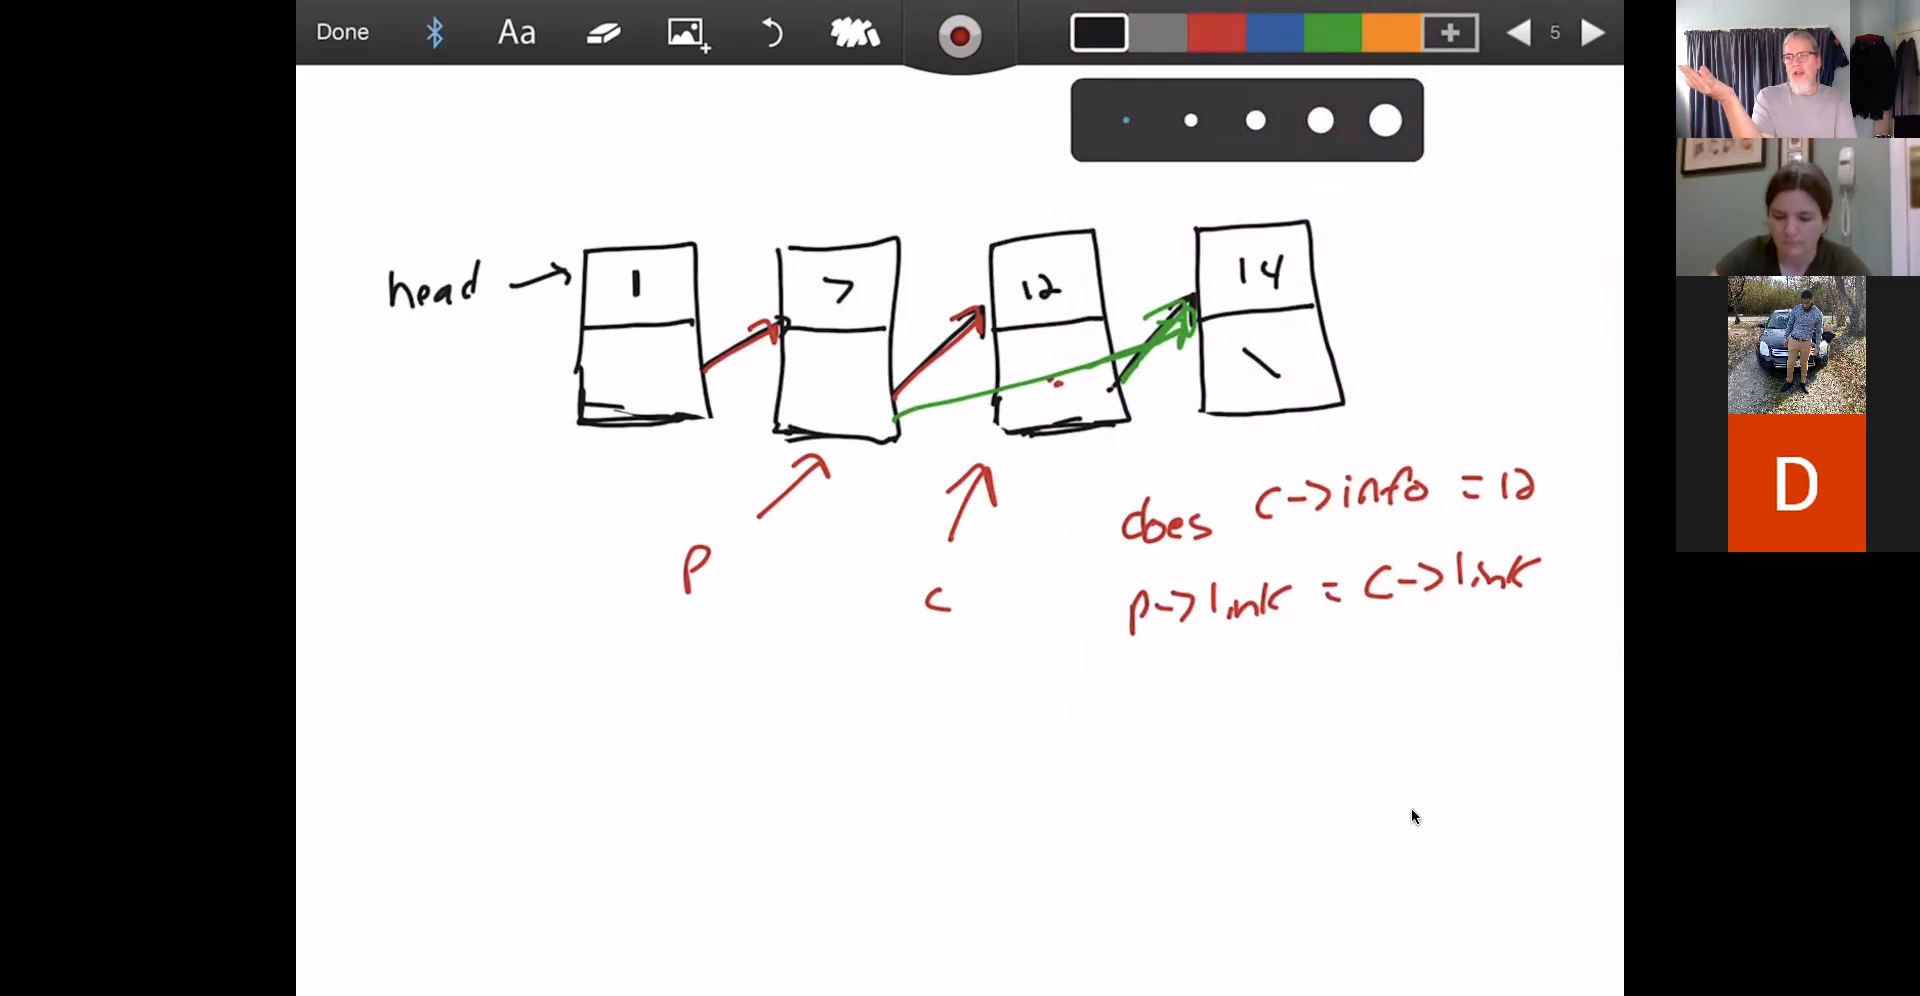 Done Aa 5
head → 1 7 12 14
D
does c->info = 12
p->link = c->link
p
c